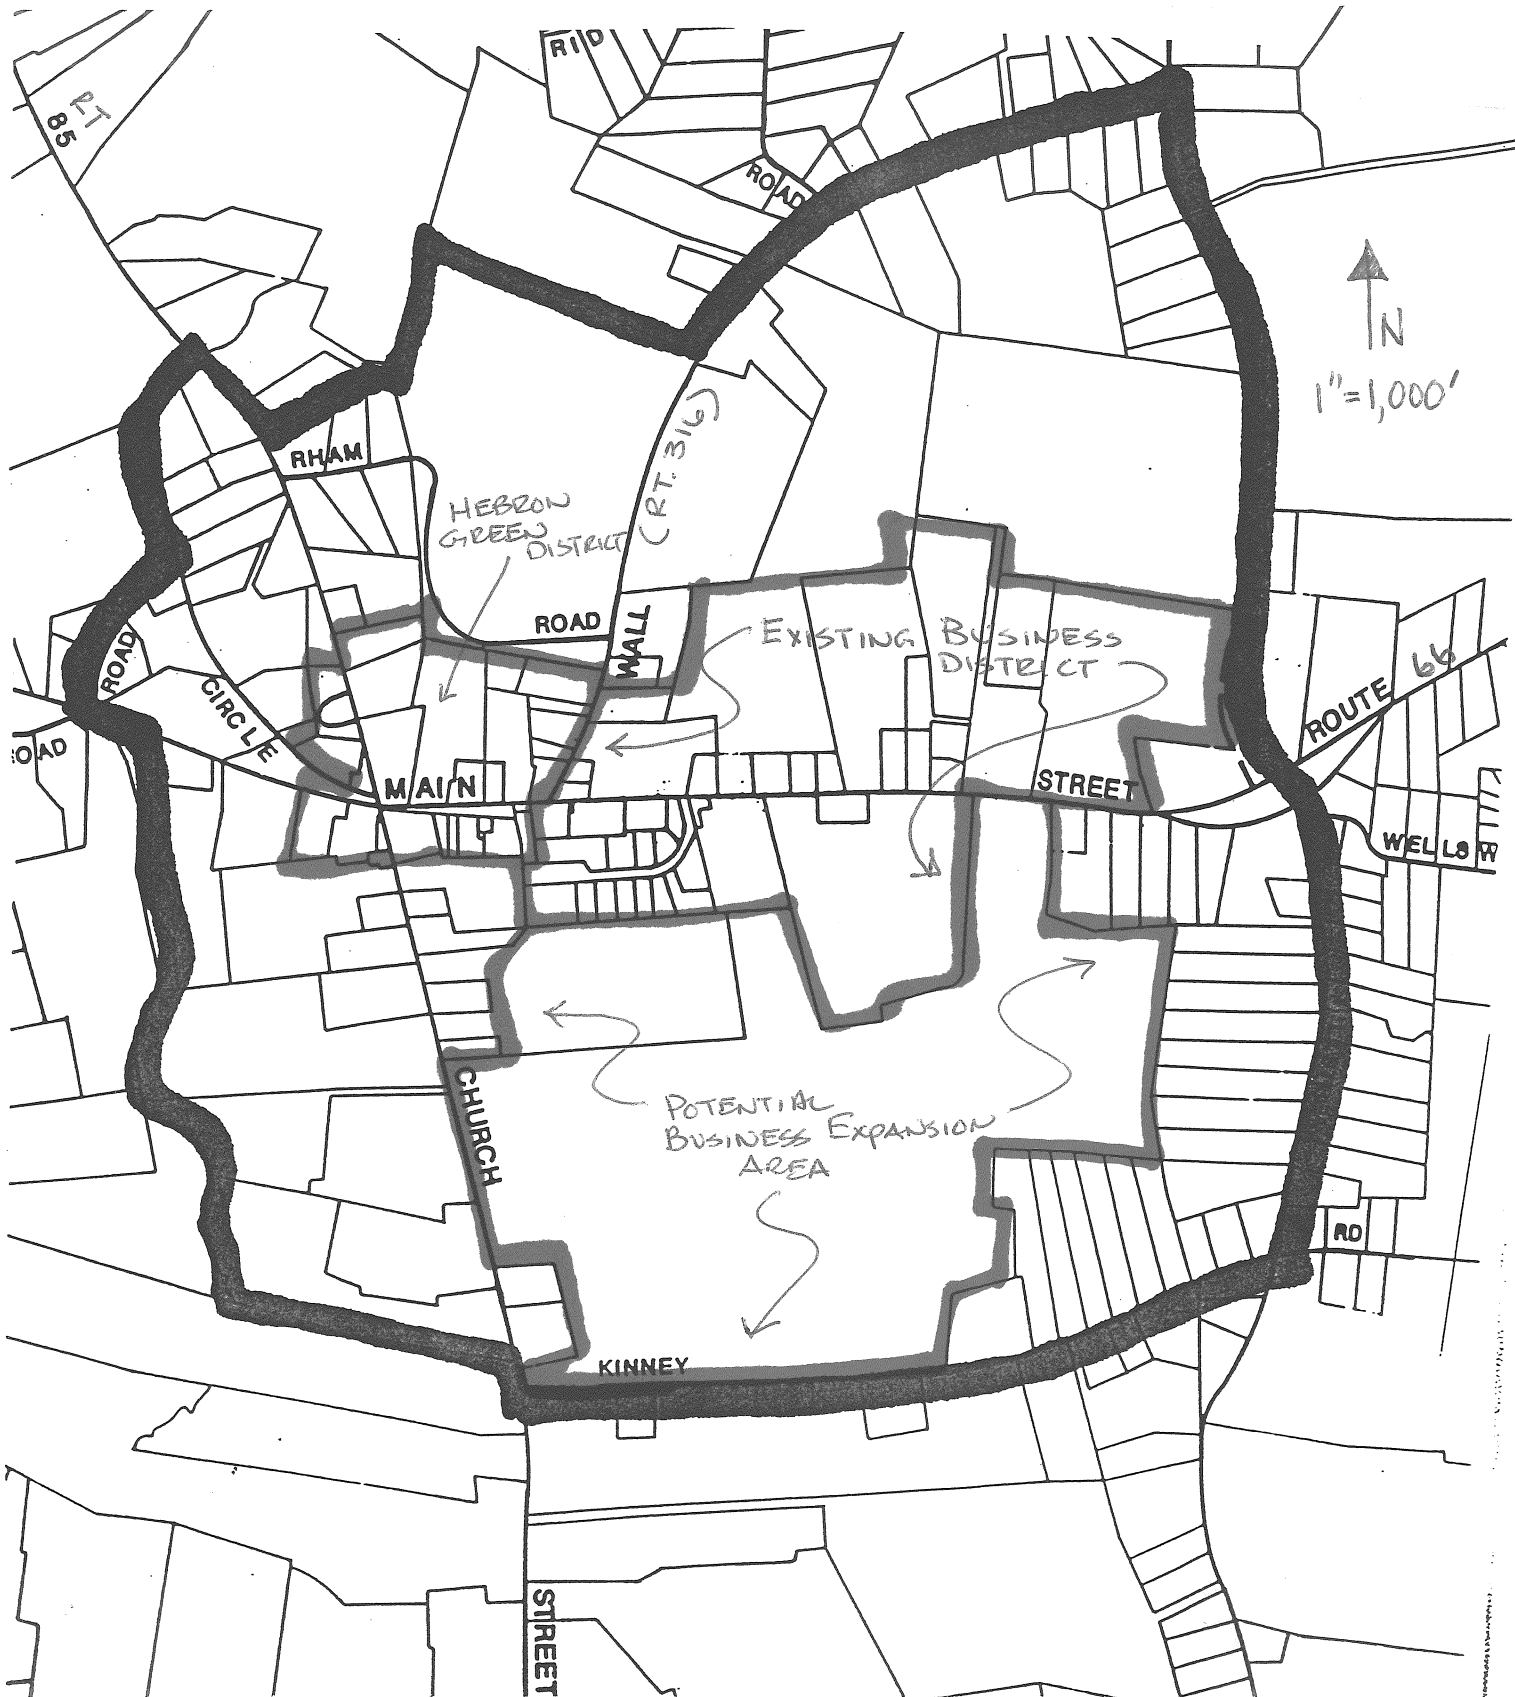 RID
RT
85
ROAD
N
1"=1,000'
(RT. 316)
RHAM
HEBRON
GREEN
DISTRICT
ROAD
WALL
EXISTING BUSINESS
DISTRICT
ROAD
CIRCLE
ROUTE 66
OAD
MAIN
STREET
WELLS W
CHURCH
POTENTIAL
BUSINESS EXPANSION
AREA
RD
KINNEY
STREET